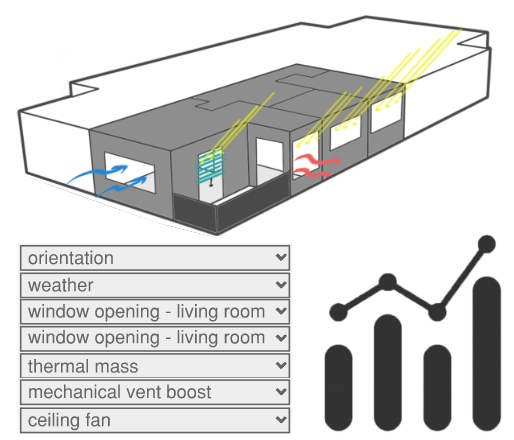 orientation
weather
window opening - living room
window opening - living room
thermal mass
mechanical vent boost
ceiling fan